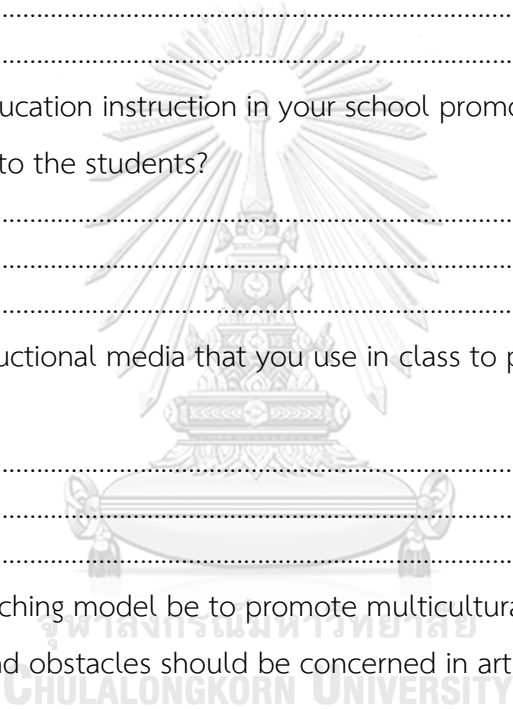 ucation instruction in your school promo
to the students?
uctional media that you use in class to p
ching model be to promote multicultura
จุฬาลงกรณ์มหาวิทยาลัย
nd obstacles should be concerned in art
CHULALONGKORN UNIVERSITY